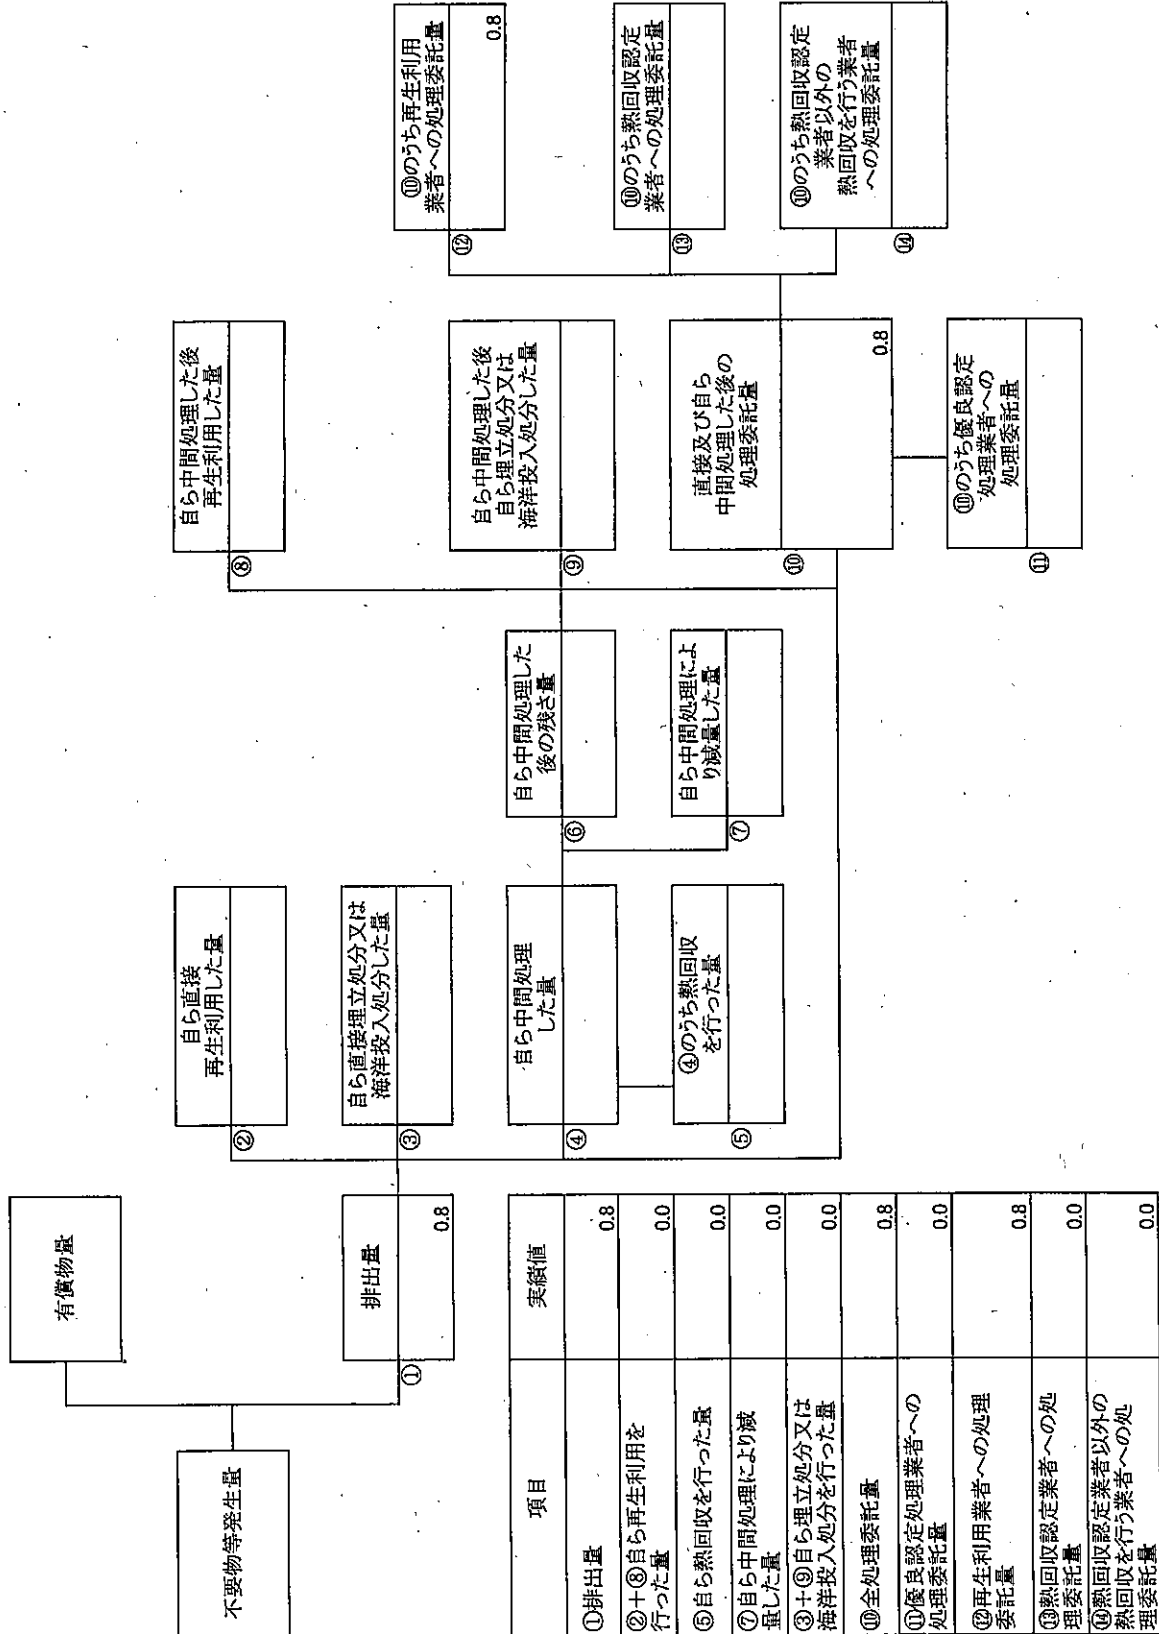 不要物等発生量
有償物量
①
排出量
0.8
②
自ら直接
再生利用した量
③
自ら直接埋立処分又は
海洋投入処分した量
④
自ら中間処理
した量
⑤
④のうち熱回収
を行った量
⑥
自ら中間処理した
後の残さ量
⑦
自ら中間処理によ
り減量した量
⑧
自ら中間処理した後
再生利用した量
⑨
自ら中間処理した後
自ら埋立処分又は
海洋投入処分した量
⑩
直接及び自ら
中間処理した後の
処理委託量
0.8
⑪
⑩のうち優良認定
処理業者への
処理委託量
⑫
⑩のうち再生利用
業者への処理委託量
0.8
⑬
⑩のうち熱回収認定
業者への処理委託量
⑭
⑩のうち熱回収認定
業者以外の
熱回収を行う業者
への処理委託量
項目
実績値
①排出量
0.8
②+⑧自ら再生利用を
行った量
0.0
⑤自ら熱回収を行った量
0.0
⑦自ら中間処理により減
量した量
0.0
③+⑨自ら埋立処分又は
海洋投入処分を行った量
0.0
⑩全処理委託量
0.8
⑪優良認定処理業者への
処理委託量
0.0
⑫再生利用業者への処理
委託量
0.8
⑬熱回収認定業者への処
理委託量
0.0
⑭熱回収認定業者以外の
熱回収を行う業者への処
理委託量
0.0